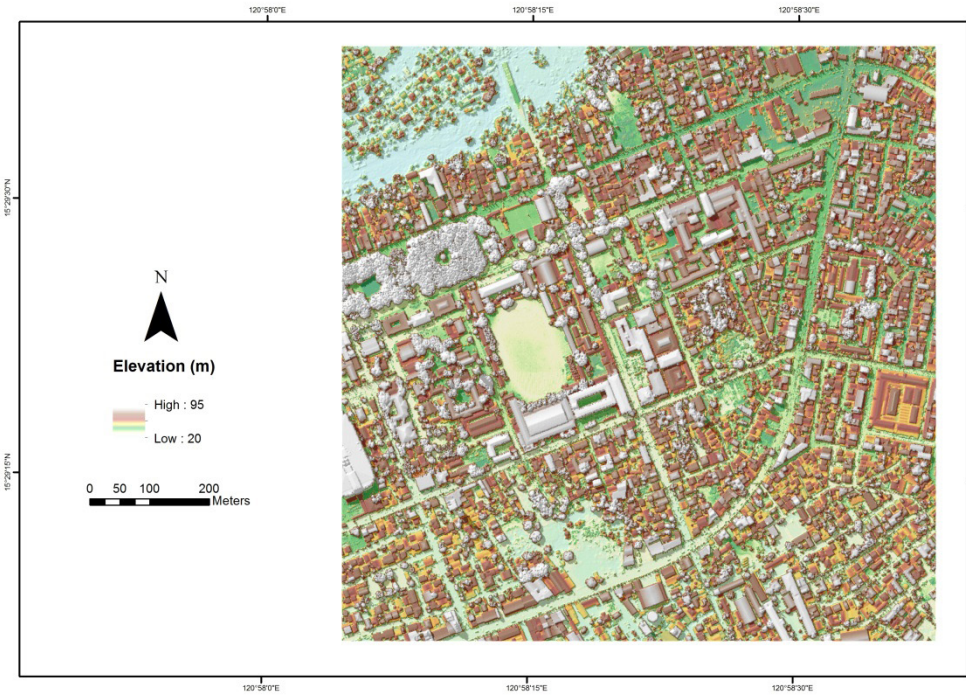 120°58'0"E
120°58'15"E
120°58'30"E
15°29'30"N
15°29'15"N
N
Elevation (m)
High : 95
Low : 20
0 50 100 200
Meters
120°58'0"E
120°58'15"E
120°58'30"E